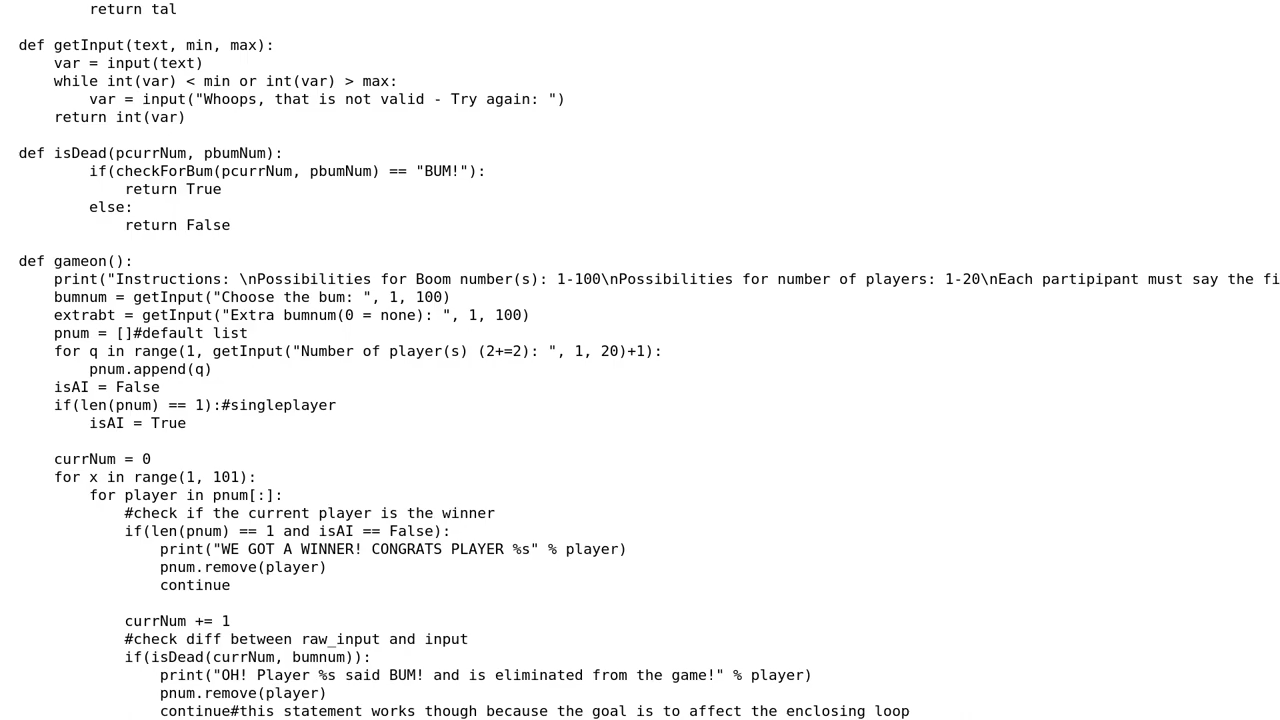 return tal

def getInput(text, min, max):
    var = input(text)
    while int(var) < min or int(var) > max:
        var = input("Whoops, that is not valid - Try again: ")
    return int(var)

def isDead(pcurrNum, pbumNum):
        if(checkForBum(pcurrNum, pbumNum) == "BUM!"):
            return True
        else:
            return False

def gameon():
    print("Instructions: \nPossibilities for Boom number(s): 1-100\nPossibilities for number of players: 1-20\nEach partipipant must say the fi
    bumnum = getInput("Choose the bum: ", 1, 100)
    extrabt = getInput("Extra bumnum(0 = none): ", 1, 100)
    pnum = []#default list
    for q in range(1, getInput("Number of player(s) (2+=2): ", 1, 20)+1):
        pnum.append(q)
    isAI = False
    if(len(pnum) == 1):#singleplayer
        isAI = True

    currNum = 0
    for x in range(1, 101):
        for player in pnum[:]:
            #check if the current player is the winner
            if(len(pnum) == 1 and isAI == False):
                print("WE GOT A WINNER! CONGRATS PLAYER %s" % player)
                pnum.remove(player)
                continue

            currNum += 1
            #check diff between raw_input and input
            if(isDead(currNum, bumnum)):
                print("OH! Player %s said BUM! and is eliminated from the game!" % player)
                pnum.remove(player)
                continue#this statement works though because the goal is to affect the enclosing loop